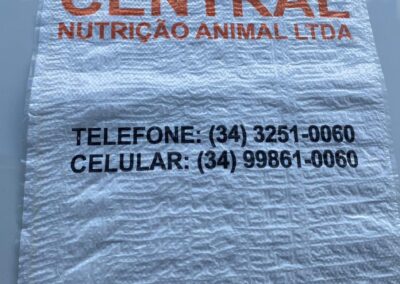 CENTRAL
NUTRIÇÃO ANIMAL LTDA
TELEFONE: (34) 3251-0060
CELULAR: (34) 99861-0060